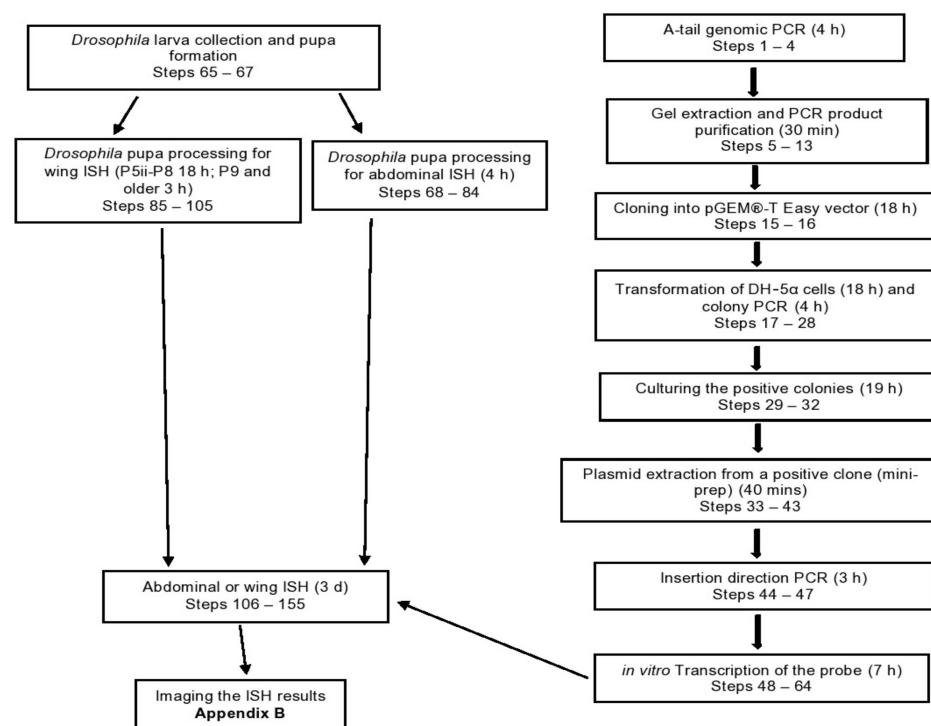 Drosophila larva collection and pupa
formation
Steps 65 – 67
Drosophila pupa processing for
wing ISH (P5ii-P8 18 h; P9 and
older 3 h)
Steps 85 – 105
Drosophila pupa processing
for abdominal ISH (4 h)
Steps 68 – 84
Abdominal or wing ISH (3 d)
Steps 106 – 155
Imaging the ISH results
Appendix B
A-tail genomic PCR (4 h)
Steps 1 – 4
Gel extraction and PCR product
purification (30 min)
Steps 5 – 13
Cloning into pGEM®-T Easy vector (18 h)
Steps 15 – 16
Transformation of DH-5α cells (18 h) and
colony PCR (4 h)
Steps 17 – 28
Culturing the positive colonies (19 h)
Steps 29 – 32
Plasmid extraction from a positive clone (mini-
prep) (40 mins)
Steps 33 – 43
Insertion direction PCR (3 h)
Steps 44 – 47
in vitro Transcription of the probe (7 h)
Steps 48 – 64